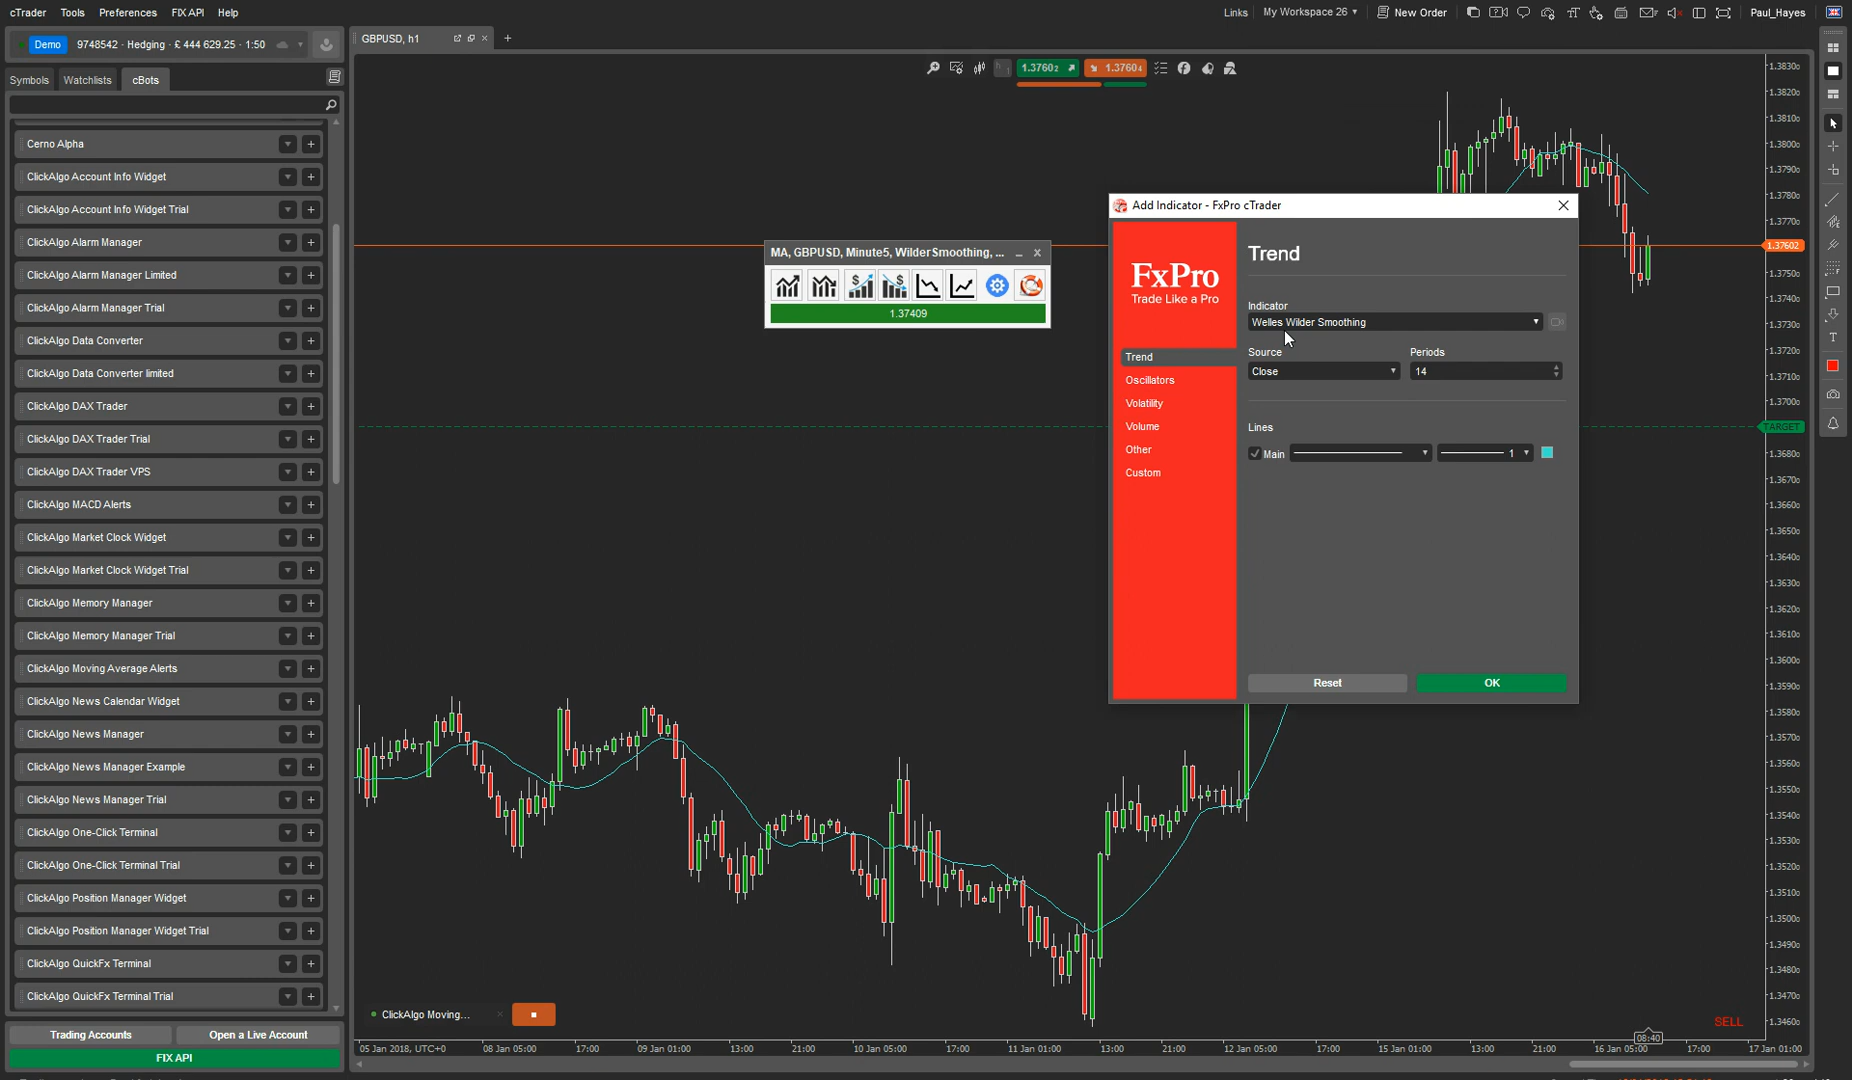 cTrader Tools Preferences FIX API Help
Links My Workspace 26 New Order Paul_Hayes
Demo 9748542 · Hedging · £ 444 629.25 · 1:50
GBPUSD, h1
Symbols Watchlists cBots
Cerno Alpha
ClickAlgo Account Info Widget
ClickAlgo Account Info Widget Trial
ClickAlgo Alarm Manager
ClickAlgo Alarm Manager Limited
ClickAlgo Alarm Manager Trial
ClickAlgo Data Converter
ClickAlgo Data Converter limited
ClickAlgo DAX Trader
ClickAlgo DAX Trader Trial
ClickAlgo DAX Trader VPS
ClickAlgo MACD Alerts
ClickAlgo Market Clock Widget
ClickAlgo Market Clock Widget Trial
ClickAlgo Memory Manager
ClickAlgo Memory Manager Trial
ClickAlgo Moving Average Alerts
ClickAlgo News Calendar Widget
ClickAlgo News Manager
ClickAlgo News Manager Example
ClickAlgo News Manager Trial
ClickAlgo One-Click Terminal
ClickAlgo One-Click Terminal Trial
ClickAlgo Position Manager Widget
ClickAlgo Position Manager Widget Trial
ClickAlgo QuickFx Terminal
ClickAlgo QuickFx Terminal Trial
Trading Accounts Open a Live Account
FIX API
1.37602 1.37604
MA, GBPUSD, Minute5, WilderSmoothing, ...
1.37409
Add Indicator - FxPro cTrader
FxPro
Trade Like a Pro
Trend
Oscillators
Volatility
Volume
Other
Custom
Trend
Indicator
Welles Wilder Smoothing
Source Periods
Close 14
Lines
Main 1
Reset OK
1.38300
1.38200
1.38100
1.38000
1.37900
1.37800
1.37700
1.37602
1.37500
1.37400
1.37300
1.37200
1.37100
1.37000
TARGET
1.36800
1.36700
1.36600
1.36500
1.36400
1.36300
1.36200
1.36100
1.36000
1.35900
1.35800
1.35700
1.35600
1.35500
1.35400
1.35300
1.35200
1.35100
1.35000
1.34900
1.34800
1.34700
1.34600
ClickAlgo Moving...
SELL
08:40
05 Jan 2018, UTC+0 08 Jan 05:00 17:00 09 Jan 01:00 13:00 21:00 10 Jan 05:00 17:00 11 Jan 01:00 13:00 21:00 12 Jan 05:00 17:00 15 Jan 01:00 13:00 21:00 16 Jan 05:00 17:00 17 Jan 01:00